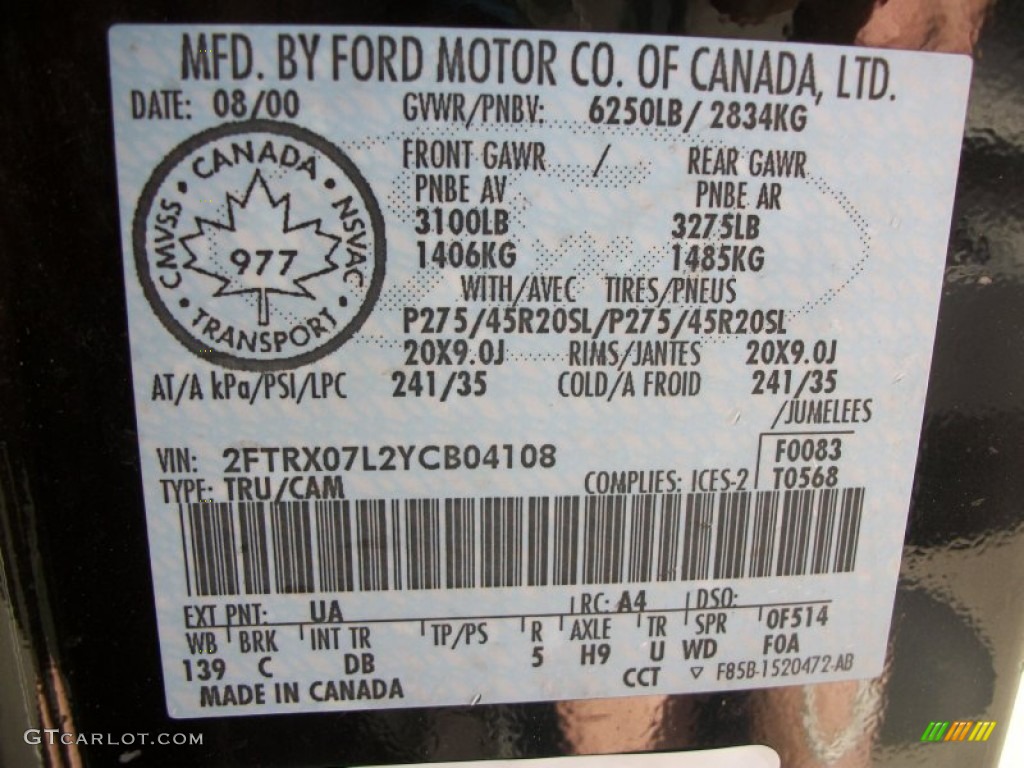 MFD. BY FORD MOTOR CO. OF CANADA, LTD.
DATE: 08/00 GVWR/PNBV: 6250LB/ 2834KG
FRONT GAWR / REAR GAWR
PNBE AV PNBE AR
3100LB 3275LB
1406KG 1485KG
WITH/AVEC TIRES/PNEUS
P275/45R20SL/P275/45R20SL
20X9.0J RIMS/JANTES 20X9.0J
AT/A kPa/PSI/LPC 241/35 COLD/A FROID 241/35
/JUMELEES
CANADA
CMVSS • NSVAC
977
TRANSPORT
VIN: 2FTRX07L2YCB04108 F0083
TYPE: TRU/CAM COMPLIES: ICES-2 T0568
EXT PNT: UA RC: A4 DSO:
WB BRK INT TR TP/PS R AXLE TR SPR 0F514
139 C DB 5 H9 U WD F0A
CCT ▽ F85B-1520472-AB
MADE IN CANADA
GTCARLOT.COM